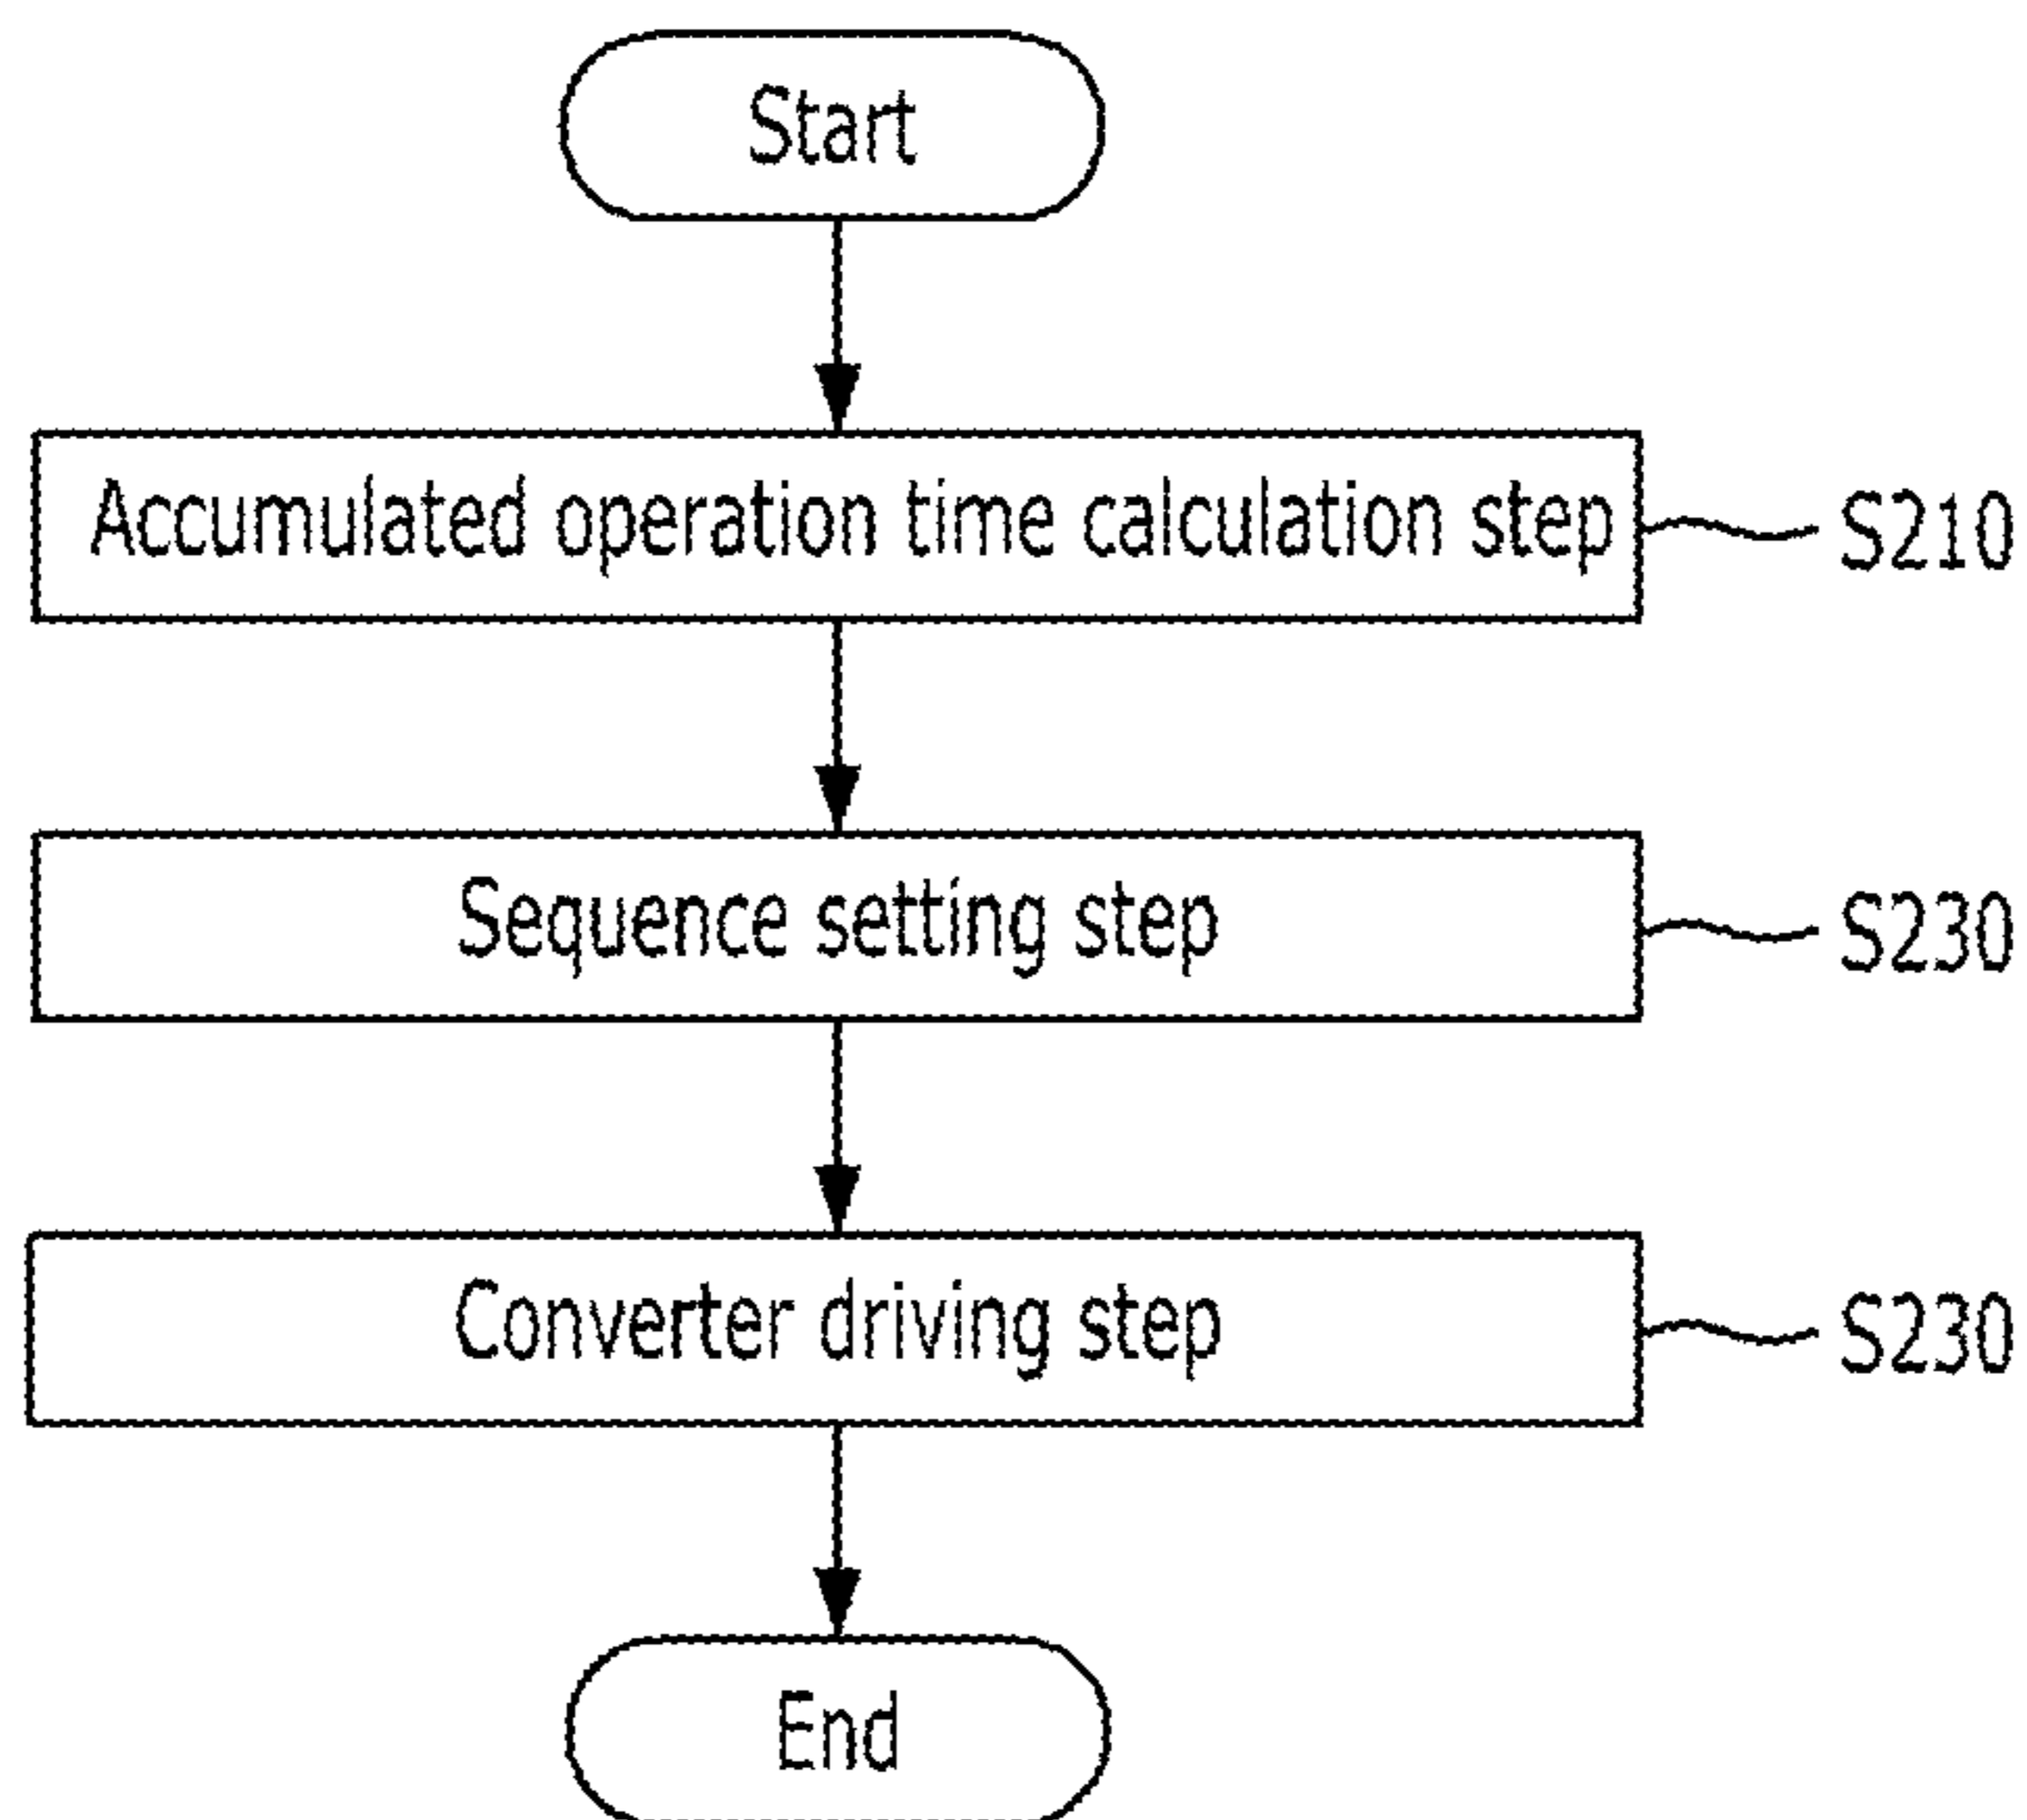 Start
Accumulated operation time calculation step S210
Sequence setting step S230
Converter driving step S230
End